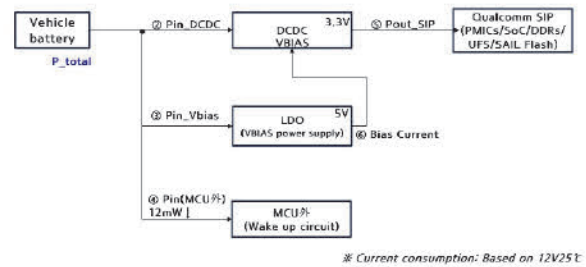 Vehicle
battery
P_total
② Pin_DCDC
3.3V
DCDC
VBIAS
⑤ Pout_SIP
Qualcomm SIP
(PMICs/SoC/DDRs/
UFS/SAIL Flash)
③ Pin_Vbias
5V
LDO
(VBIAS power supply)
⑥ Bias Current
④ Pin(MCU外)
12mW↓
MCU外
(Wake up circuit)
※ Current consumption: Based on 12V25℃